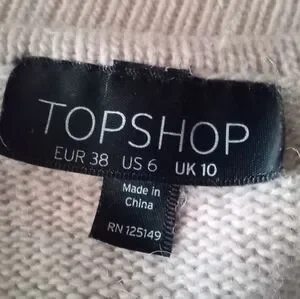 TOPSHOP
EUR 38 US 6 UK 10
Made in
China
RN 125149